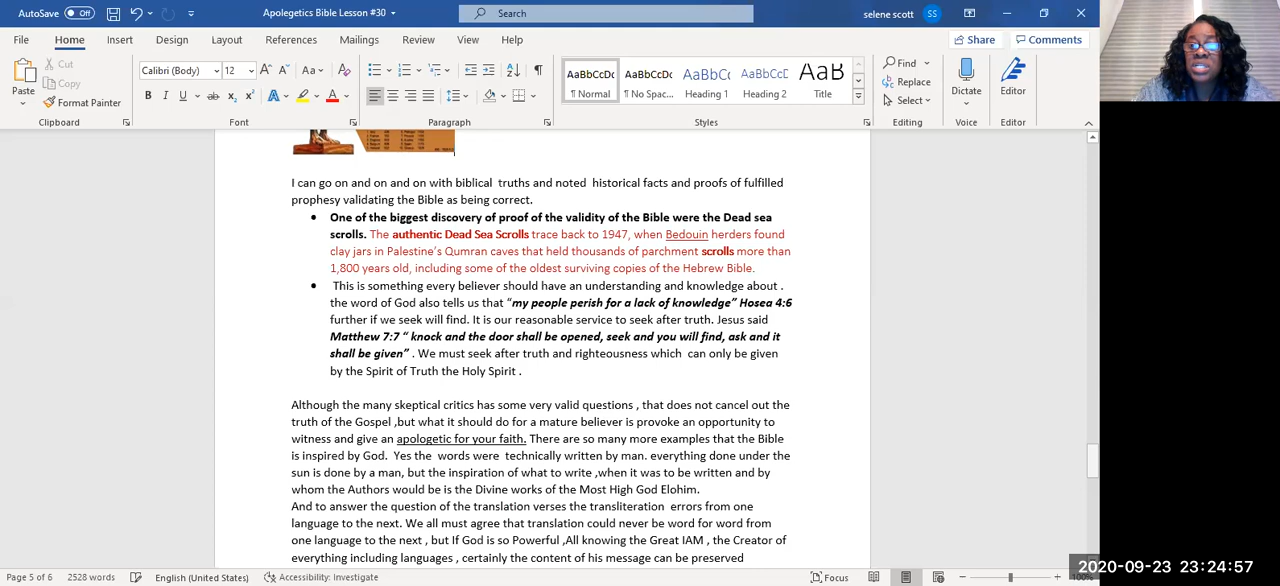 AutoSave Off Apolegetics Bible Lesson #30 Search selene scott SS
File Home Insert Design Layout References Mailings Review View Help Share Comments
Paste Cut Copy Format Painter
Calibri (Body) 12 A A Aa
B I U ab x₂ x² A A
AaBbCcDc AaBbCcDc AaBbC AaBbCcD AaB
¶ Normal ¶ No Spac... Heading 1 Heading 2 Title
Find Replace Select Dictate Editor
Clipboard Font Paragraph Styles Editing Voice Editor
I can go on and on and on with biblical truths and noted historical facts and proofs of fulfilled
prophesy validating the Bible as being correct.
• One of the biggest discovery of proof of the validity of the Bible were the Dead sea
scrolls. The authentic Dead Sea Scrolls trace back to 1947, when Bedouin herders found
clay jars in Palestine's Qumran caves that held thousands of parchment scrolls more than
1,800 years old, including some of the oldest surviving copies of the Hebrew Bible.
• This is something every believer should have an understanding and knowledge about .
the word of God also tells us that "my people perish for a lack of knowledge" Hosea 4:6
further if we seek will find. It is our reasonable service to seek after truth. Jesus said
Matthew 7:7 " knock and the door shall be opened, seek and you will find, ask and it
shall be given" . We must seek after truth and righteousness which can only be given
by the Spirit of Truth the Holy Spirit .
Although the many skeptical critics has some very valid questions , that does not cancel out the
truth of the Gospel ,but what it should do for a mature believer is provoke an opportunity to
witness and give an apologetic for your faith. There are so many more examples that the Bible
is inspired by God. Yes the words were technically written by man. everything done under the
sun is done by a man, but the inspiration of what to write ,when it was to be written and by
whom the Authors would be is the Divine works of the Most High God Elohim.
And to answer the question of the translation verses the transliteration errors from one
language to the next. We all must agree that translation could never be word for word from
one language to the next , but If God is so Powerful ,All knowing the Great IAM , the Creator of
everything including languages , certainly the content of his message can be preserved
Page 5 of 6 2528 words English (United States) Accessibility: Investigate Focus 100%
2020-09-23 23:24:57